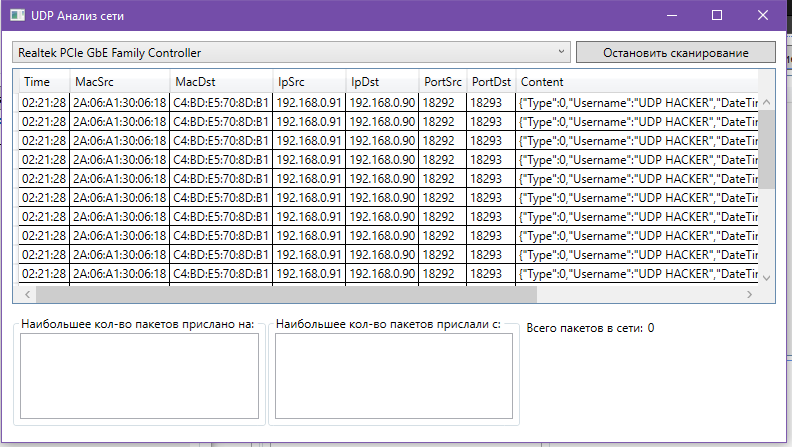 UDP Анализ сети
Realtek PCIe GbE Family Controller
Остановить сканирование
Time MacSrc MacDst IpSrc IpDst PortSrc PortDst Content
02:21:28 2A:06:A1:30:06:18 C4:BD:E5:70:8D:B1 192.168.0.91 192.168.0.90 18292 18293 {"Type":0,"Username":"UDP HACKER","DateTir
02:21:28 2A:06:A1:30:06:18 C4:BD:E5:70:8D:B1 192.168.0.91 192.168.0.90 18292 18293 {"Type":0,"Username":"UDP HACKER","DateTir
02:21:28 2A:06:A1:30:06:18 C4:BD:E5:70:8D:B1 192.168.0.91 192.168.0.90 18292 18293 {"Type":0,"Username":"UDP HACKER","DateTir
02:21:28 2A:06:A1:30:06:18 C4:BD:E5:70:8D:B1 192.168.0.91 192.168.0.90 18292 18293 {"Type":0,"Username":"UDP HACKER","DateTir
02:21:28 2A:06:A1:30:06:18 C4:BD:E5:70:8D:B1 192.168.0.91 192.168.0.90 18292 18293 {"Type":0,"Username":"UDP HACKER","DateTir
02:21:28 2A:06:A1:30:06:18 C4:BD:E5:70:8D:B1 192.168.0.91 192.168.0.90 18292 18293 {"Type":0,"Username":"UDP HACKER","DateTir
02:21:28 2A:06:A1:30:06:18 C4:BD:E5:70:8D:B1 192.168.0.91 192.168.0.90 18292 18293 {"Type":0,"Username":"UDP HACKER","DateTir
02:21:28 2A:06:A1:30:06:18 C4:BD:E5:70:8D:B1 192.168.0.91 192.168.0.90 18292 18293 {"Type":0,"Username":"UDP HACKER","DateTir
02:21:28 2A:06:A1:30:06:18 C4:BD:E5:70:8D:B1 192.168.0.91 192.168.0.90 18292 18293 {"Type":0,"Username":"UDP HACKER","DateTir
02:21:28 2A:06:A1:30:06:18 C4:BD:E5:70:8D:B1 192.168.0.91 192.168.0.90 18292 18293 {"Type":0,"Username":"UDP HACKER","DateTir
Наибольшее кол-во пакетов прислано на:
Наибольшее кол-во пакетов прислали с:
Всего пакетов в сети: 0